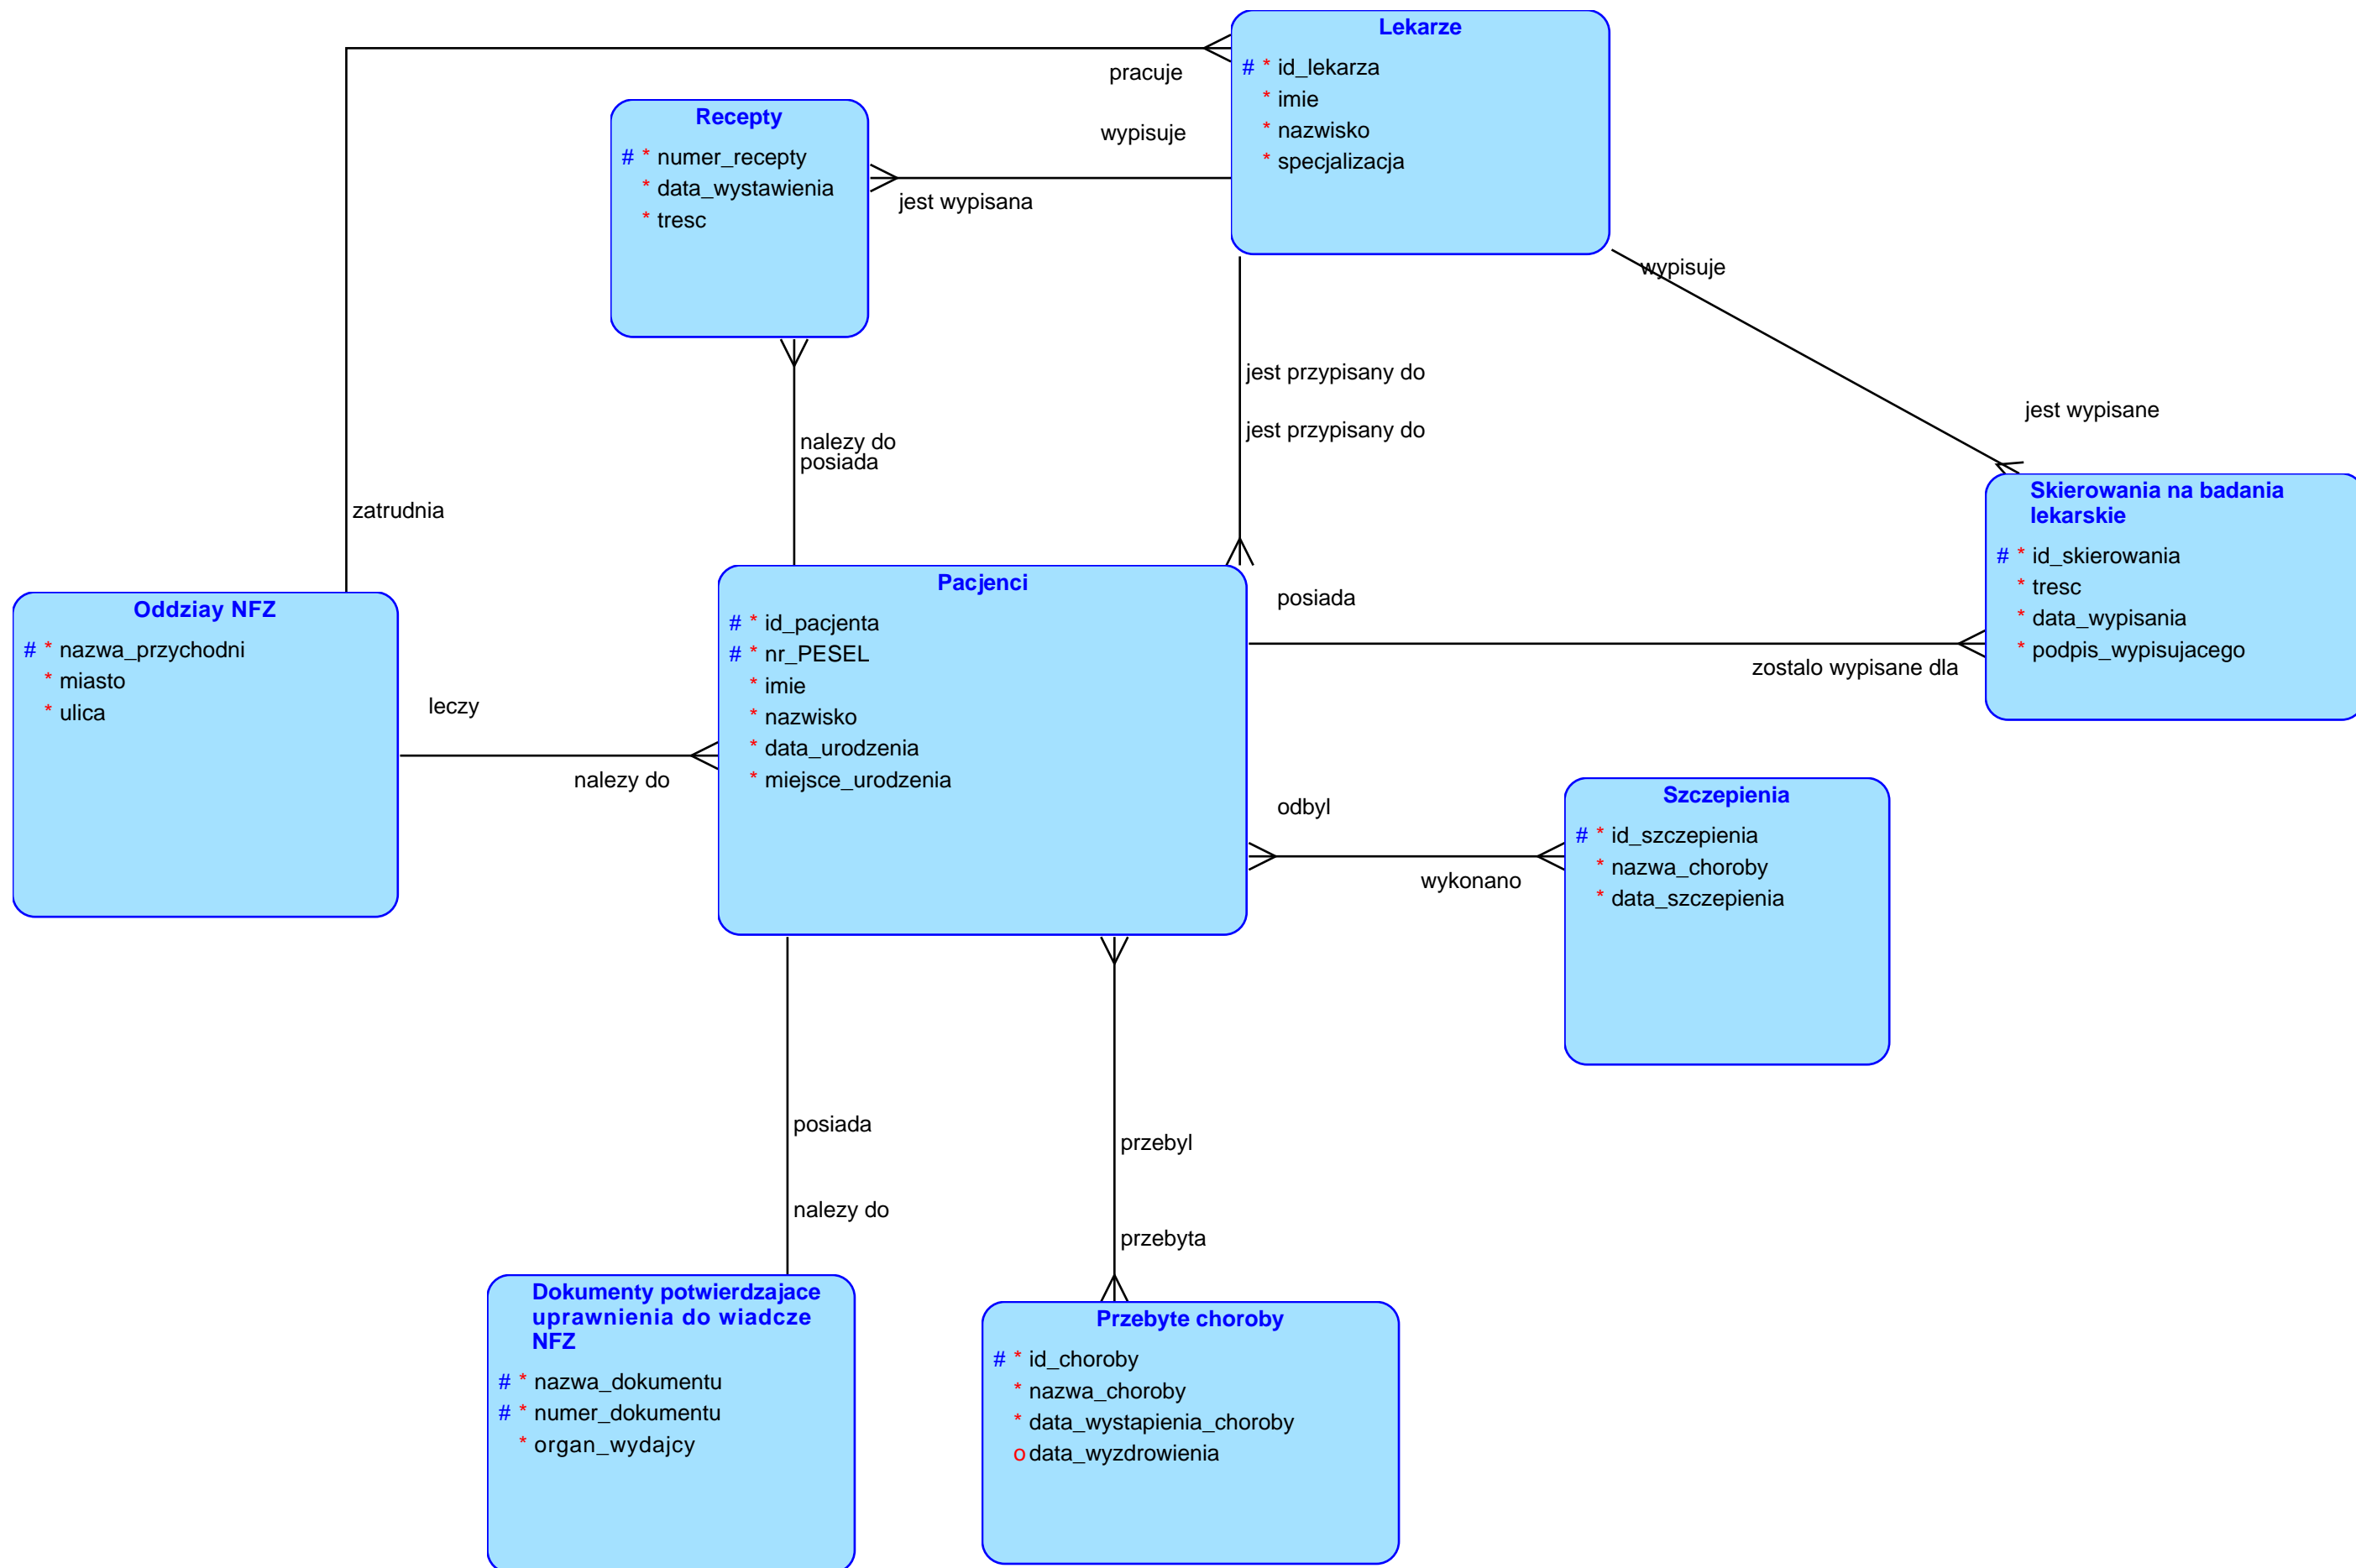 Lekarze
# * id_lekarza
* imie
* nazwisko
* specjalizacja
pracuje
wypisuje
Recepty
# * numer_recepty
* data_wystawienia
* tresc
jest wypisana
wypisuje
jest przypisany do
jest przypisany do
jest wypisane
nalezy do
posiada
zatrudnia
Skierowania na badania
lekarskie
# * id_skierowania
* tresc
* data_wypisania
* podpis_wypisujacego
Oddziay NFZ
# * nazwa_przychodni
* miasto
* ulica
Pacjenci
# * id_pacjenta
# * nr_PESEL
* imie
* nazwisko
* data_urodzenia
* miejsce_urodzenia
posiada
zostalo wypisane dla
leczy
nalezy do
odbyl
wykonano
Szczepienia
# * id_szczepienia
* nazwa_choroby
* data_szczepienia
posiada
nalezy do
przebyl
przebyta
Dokumenty potwierdzajace
uprawnienia do wiadcze
NFZ
# * nazwa_dokumentu
# * numer_dokumentu
* organ_wydajcy
Przebyte choroby
# * id_choroby
* nazwa_choroby
* data_wystapienia_choroby
o data_wyzdrowienia